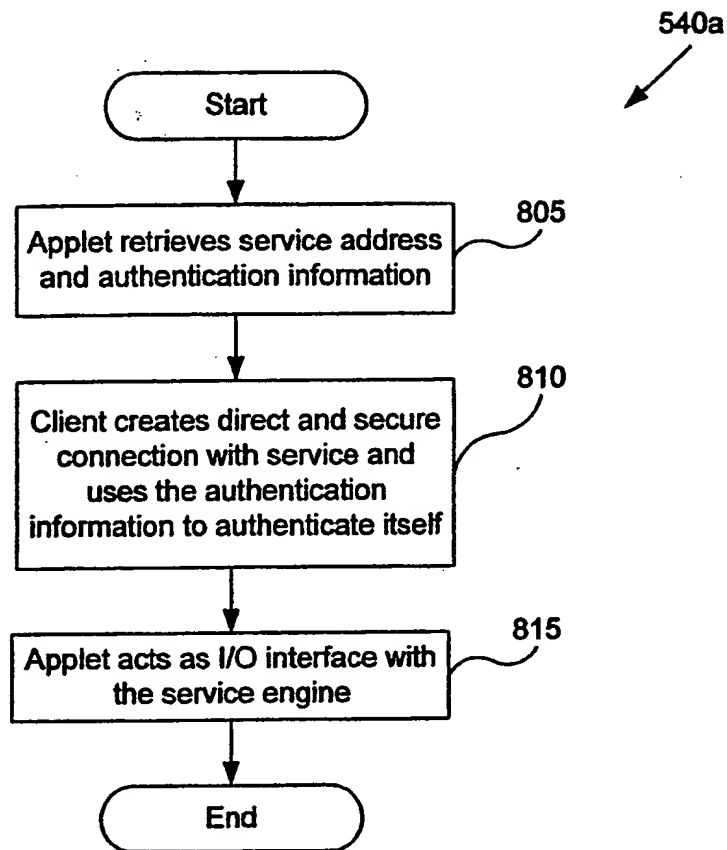 540a
Start
805
Applet retrieves service address
and authentication information
810
Client creates direct and secure
connection with service and
uses the authentication
information to authenticate itself
815
Applet acts as I/O interface with
the service engine
End